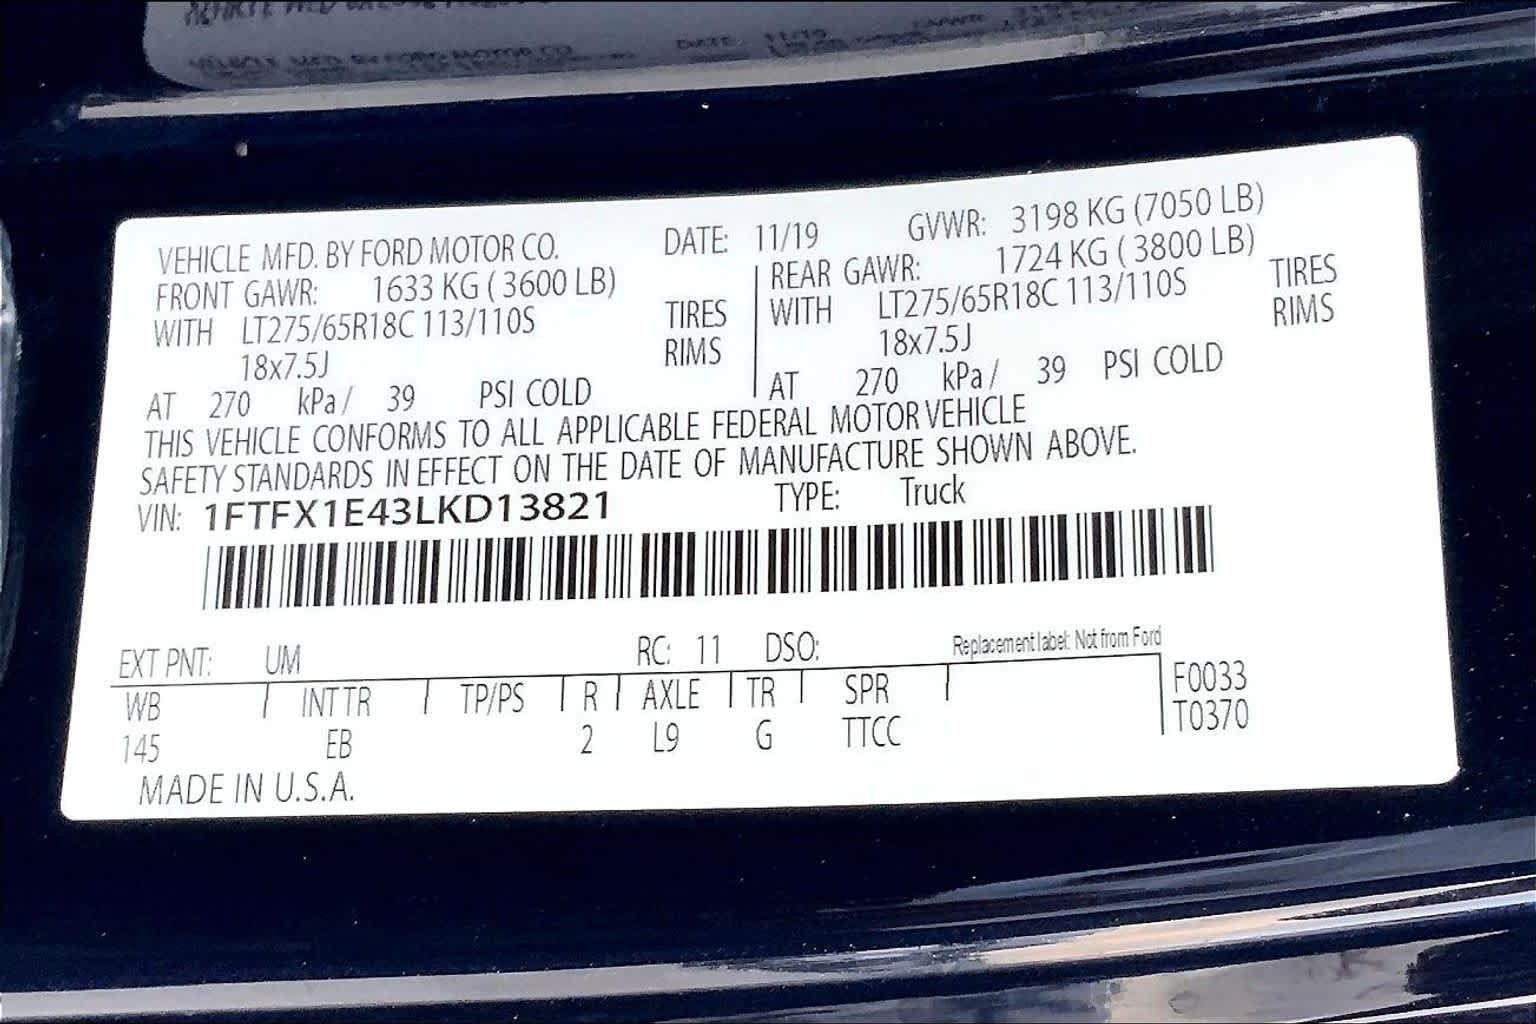 VEHICLE MFD. BY FORD MOTOR CO. DATE: 11/19 GVWR: 3198 KG (7050 LB)
FRONT GAWR: 1633 KG ( 3600 LB) REAR GAWR: 1724 KG ( 3800 LB)
WITH LT275/65R18C 113/110S TIRES WITH LT275/65R18C 113/110S TIRES
18x7.5J RIMS 18x7.5J RIMS
AT 270 kPa / 39 PSI COLD AT 270 kPa / 39 PSI COLD
THIS VEHICLE CONFORMS TO ALL APPLICABLE FEDERAL MOTOR VEHICLE
SAFETY STANDARDS IN EFFECT ON THE DATE OF MANUFACTURE SHOWN ABOVE.
VIN: 1FTFX1E43LKD13821 TYPE: Truck
EXT PNT: UM RC: 11 DSO: Replacement label: Not from Ford
WB INT TR TP/PS R AXLE TR SPR F0033
145 EB 2 L9 G TTCC T0370
MADE IN U.S.A.